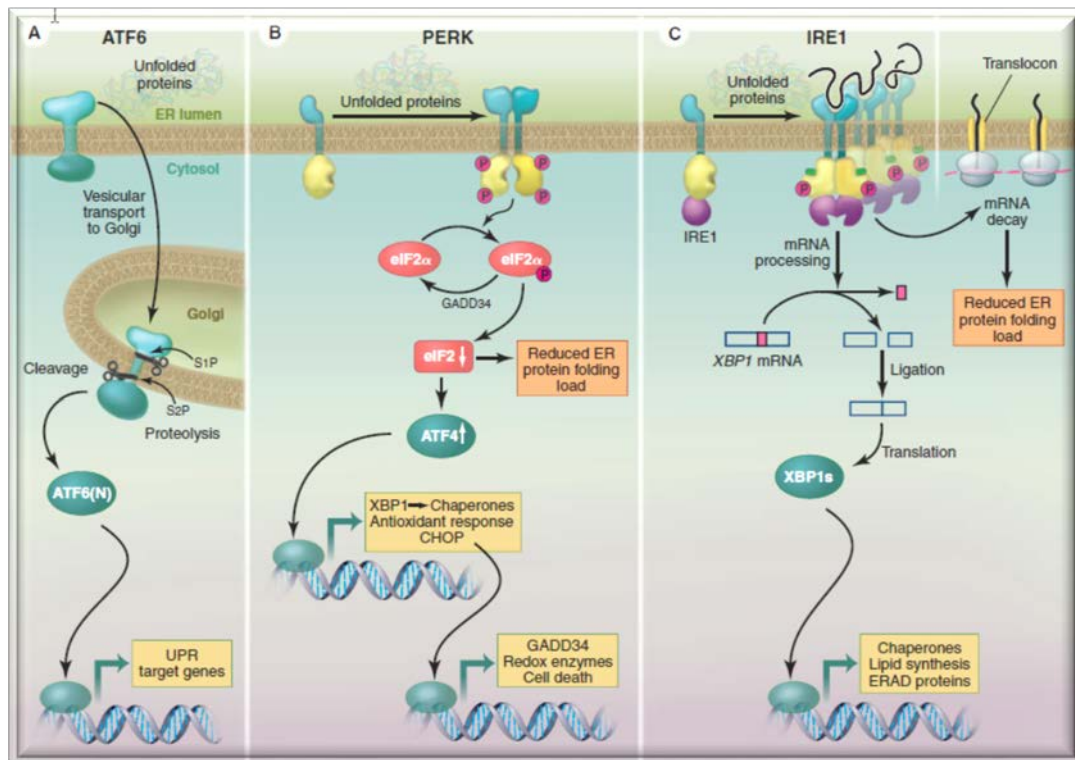 A
ATF6
Unfolded
proteins
ER lumen
Cytosol
Vesicular
transport
to Golgi
Golgi
S1P
Cleavage
S2P
Proteolysis
ATF6(N)
UPR
target genes
B
PERK
Unfolded proteins
P
P
P
P
eIF2α
eIF2α
P
GADD34
eIF2
Reduced ER
protein folding
load
ATF4
XBP1 → Chaperones
Antioxidant response
CHOP
GADD34
Redox enzymes
Cell death
C
IRE1
Unfolded
proteins
Translocon
P
P
P
P
IRE1
mRNA
decay
mRNA
processing
Reduced ER
protein folding
load
XBP1 mRNA
Ligation
Translation
XBP1s
Chaperones
Lipid synthesis
ERAD proteins